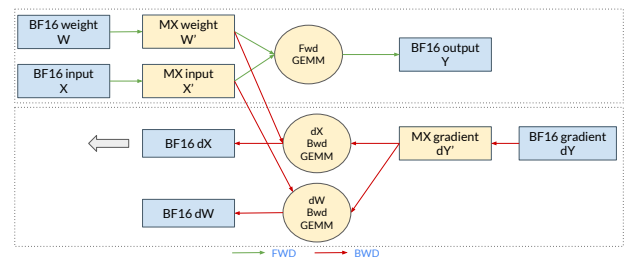 BF16 weight
W
MX weight
W'
Fwd
GEMM
BF16 output
Y
BF16 input
X
MX input
X'
BF16 dX
dX
Bwd
GEMM
MX gradient
dY'
BF16 gradient
dY
BF16 dW
dW
Bwd
GEMM
FWD
BWD